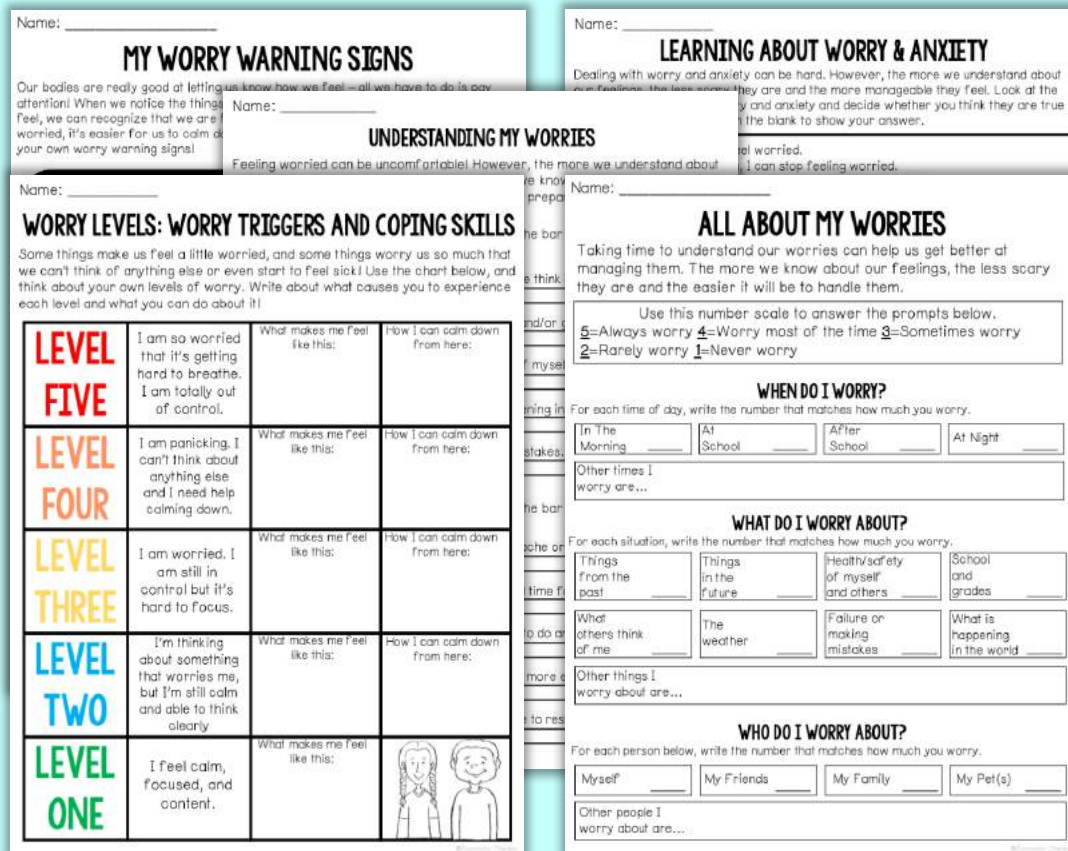 Name:
MY WORRY WARNING SIGNS
Our bodies are really good at letting us know how we feel – all we have to do is pay
attention! When we notice the things
feel, we can recognize that we are
worried, it's easier for us to calm
your own worry warning signs!
Name:
LEARNING ABOUT WORRY & ANXIETY
Dealing with worry and anxiety can be hard. However, the more we understand about
our feelings, the less scary they are and the more manageable they feel. Look at the
y and anxiety and decide whether you think they are true
the blank to show your answer.
el worried.
I can stop feeling worried.
Name:
UNDERSTANDING MY WORRIES
Feeling worried can be uncomfortable! However, the more we understand about
e know
prepa
he bar
e think
and/or
f mysel
ening in
stakes.
he bar
ache or
time f
o do
more
to res
Name:
WORRY LEVELS: WORRY TRIGGERS AND COPING SKILLS
Some things make us feel a little worried, and some things worry us so much that
we can't think of anything else or even start to feel sick! Use the chart below, and
think about your own levels of worry. Write about what causes you to experience
each level and what you can do about it!
LEVEL
FIVE
I am so worried
that it's getting
hard to breathe.
I am totally out
of control.
What makes me feel
like this:
How I can calm down
from here:
LEVEL
FOUR
I am panicking. I
can't think about
anything else
and I need help
calming down.
What makes me feel
like this:
How I can calm down
from here:
LEVEL
THREE
I am worried. I
am still in
control but it's
hard to focus.
What makes me feel
like this:
How I can calm down
from here:
LEVEL
TWO
I'm thinking
about something
that worries me,
but I'm still calm
and able to think
clearly
What makes me feel
like this:
How I can calm down
from here:
LEVEL
ONE
I feel calm,
focused, and
content.
What makes me feel
like this:
Name:
ALL ABOUT MY WORRIES
Taking time to understand our worries can help us get better at
managing them. The more we know about our feelings, the less scary
they are and the easier it will be to handle them.
Use this number scale to answer the prompts below.
5=Always worry 4=Worry most of the time 3=Sometimes worry
2=Rarely worry 1=Never worry
WHEN DO I WORRY?
For each time of day, write the number that matches how much you worry.
In The
Morning
At
School
After
School
At Night
Other times I
worry are...
WHAT DO I WORRY ABOUT?
For each situation, write the number that matches how much you worry.
Things
from the
past
Things
in the
future
Health/safety
of myself
and others
School
and
grades
What
others think
of me
The
weather
Failure or
making
mistakes
What is
happening
in the world
Other things I
worry about are...
WHO DO I WORRY ABOUT?
For each person below, write the number that matches how much you worry.
Myself
My Friends
My Family
My Pet(s)
Other people I
worry about are...